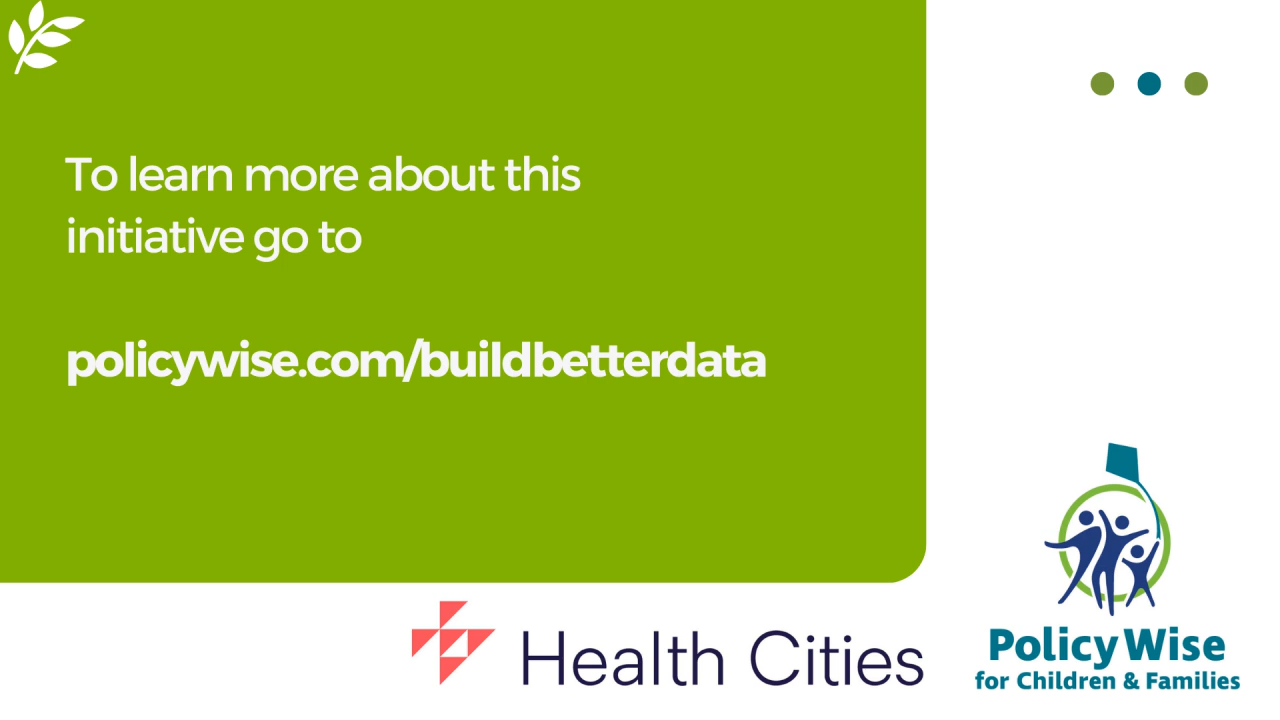 To learn more about this
initiative go to
policywise.com/buildbetterdata
Health Cities
PolicyWise
for Children & Families